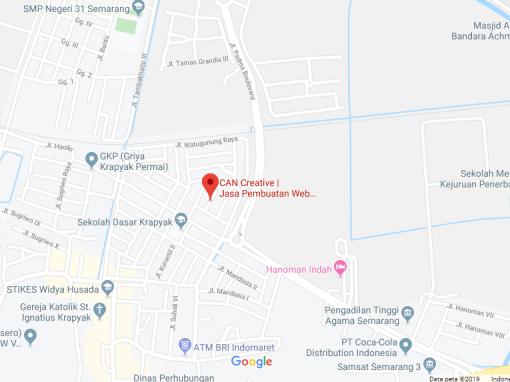 SMP Negeri 31 Semarang
Gg. IV
Gg. III
Jl. Buntu
Gg. 2
Gg. 1
Jl. Tambakharjo III
Jl. Taman Grandis III
Jl. Padma Boulevard
Masjid A
Bandara Achm
Jl. Hanilo
Jl. Watugunung Raya
GKP (Griya
Krapyak Permai)
Jl. Sugriwo Raya
CAN Creative |
Jasa Pembuatan Web...
Sekolah Me
Kejuruan Penerba
Jl. Sugriwo IX
Sekolah Dasar Krapyak
Jl. Sugriwo X
Jl. Kuransil II
Hanoman Indah
Jl. Mandasia II
STIKES Widya Husada
Jl. Mandasia I
Gereja Katolik St.
Ignatius Krapyak
Jl. Subali VI
Pengadilan Tinggi
Agama Semarang
Jl. Hanoman VII
Jl. Hanoman VIII
sero)
W V...
ATM BRI Indomaret
PT Coca-Cola
Distribution Indonesia
Google
Samsat Semarang 3
Dinas Perhubungan
Data peta ©2019
Indone